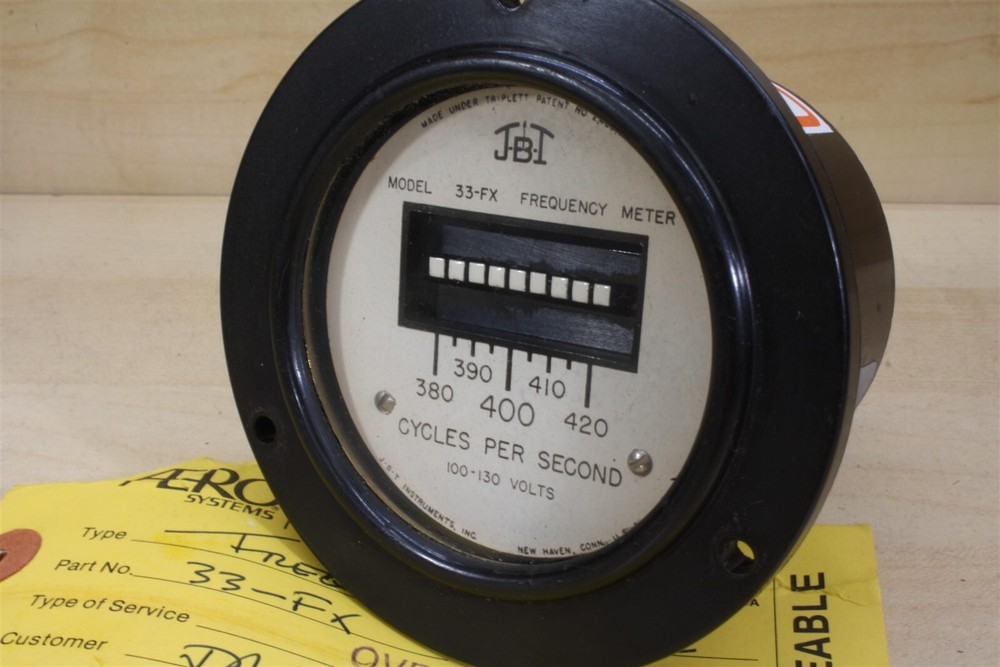 MADE UNDER TRIPLETT PATENT NO
J·B·T
MODEL 33-FX FREQUENCY METER
380 390 400 410 420
CYCLES PER SECOND
100-130 VOLTS
J·B·T INSTRUMENTS, INC.
NEW HAVEN, CONN.
AERO
SYSTEMS
Type
Part No. 33-FX
Type of Service
Customer